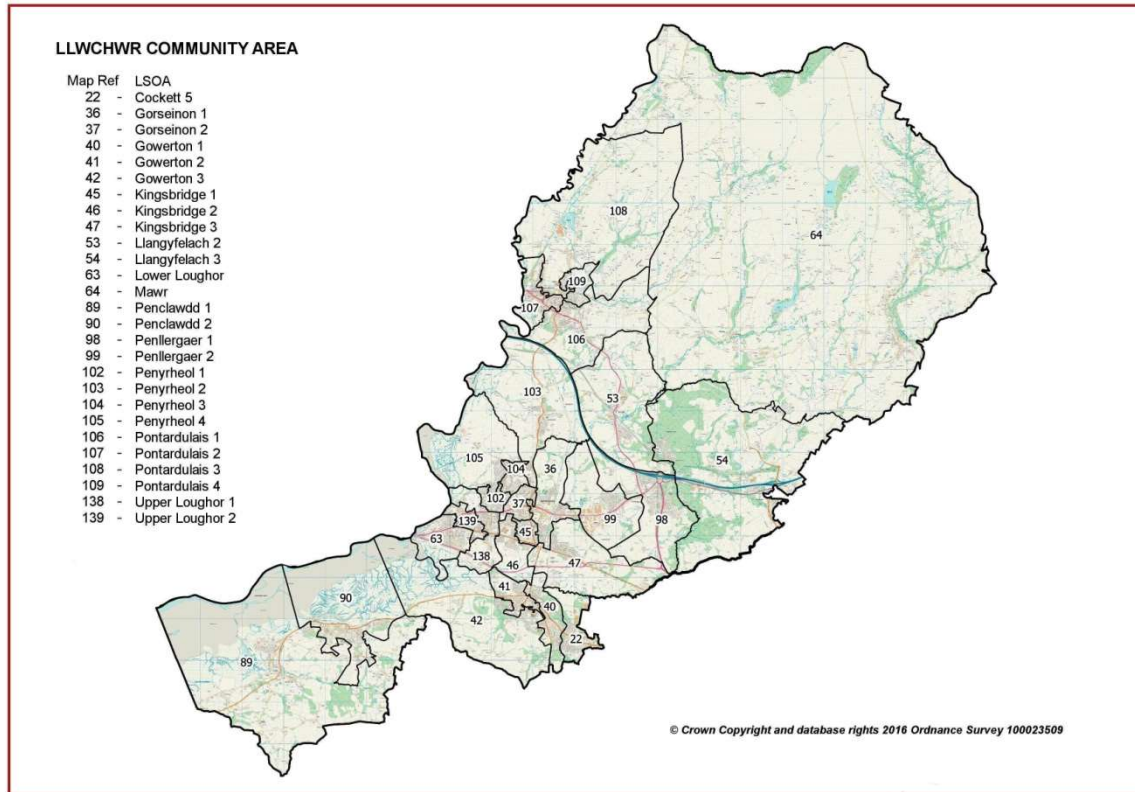 LLWCHWR COMMUNITY AREA
Map Ref LSOA
22 - Cockett 5
36 - Gorseinon 1
37 - Gorseinon 2
40 - Gowerton 1
41 - Gowerton 2
42 - Gowerton 3
45 - Kingsbridge 1
46 - Kingsbridge 2
47 - Kingsbridge 3
53 - Llangyfelach 2
54 - Llangyfelach 3
63 - Lower Loughor
64 - Mawr
89 - Penclawdd 1
90 - Penclawdd 2
98 - Penllergaer 1
99 - Penllergaer 2
102 - Penyrheol 1
103 - Penyrheol 2
104 - Penyrheol 3
105 - Penyrheol 4
106 - Pontardulais 1
107 - Pontardulais 2
108 - Pontardulais 3
109 - Pontardulais 4
138 - Upper Loughor 1
139 - Upper Loughor 2
108
64
109
107
106
103
53
105
104
36
54
102
37
99
98
139
63
45
138
46
47
41
90
40
42
22
89
© Crown Copyright and database rights 2016 Ordnance Survey 100023509